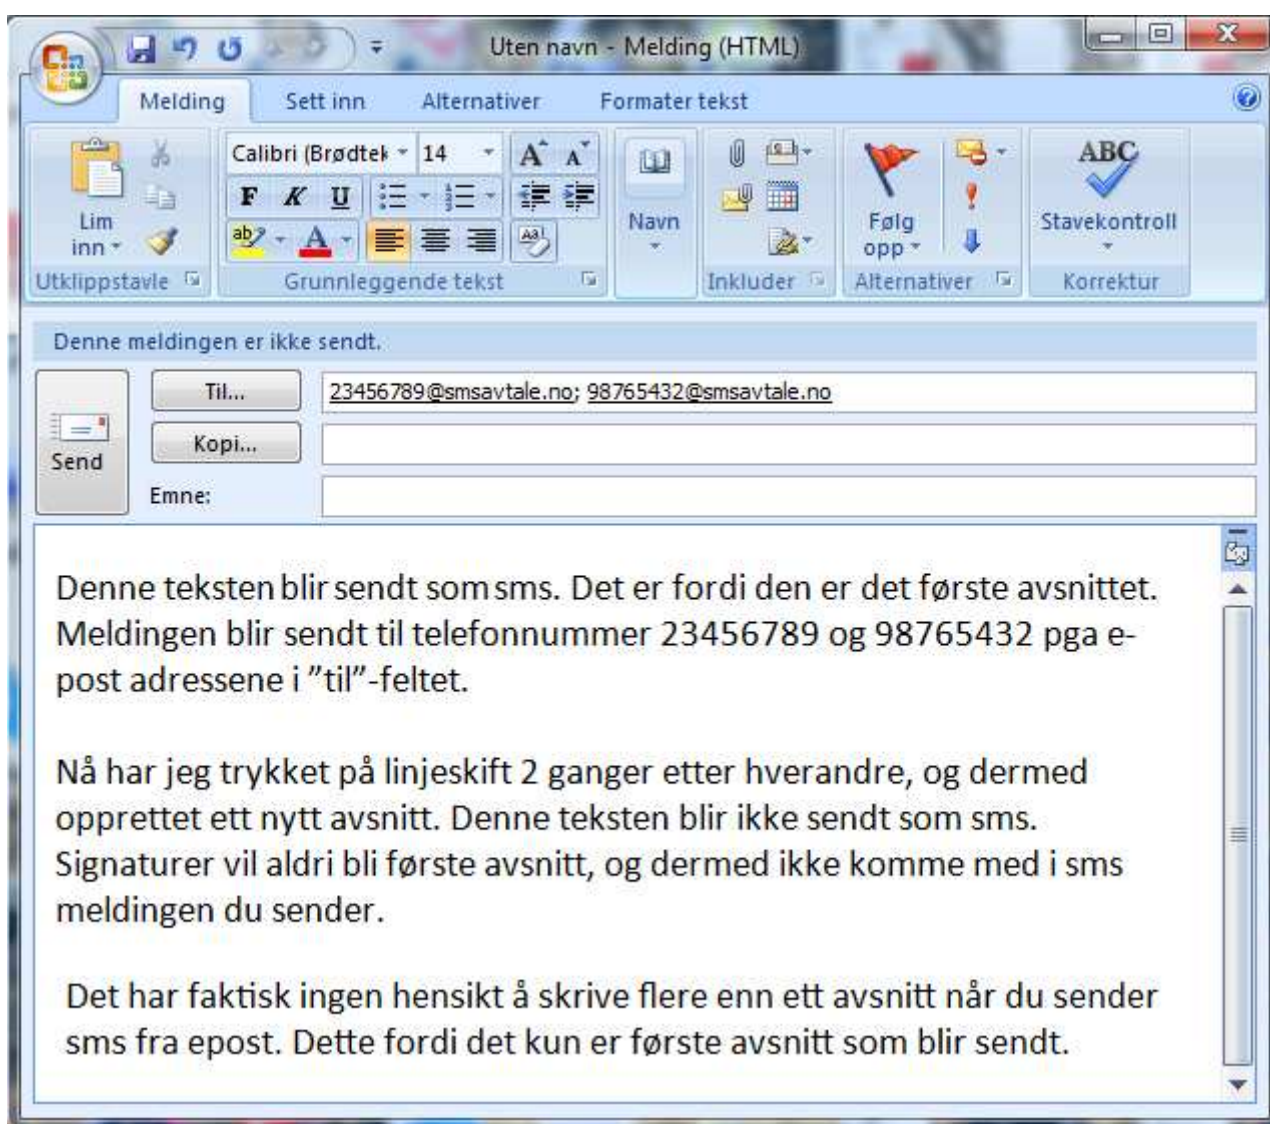 Uten navn - Melding (HTML)
Melding Sett inn Alternativer Formater tekst
Calibri (Brødtek 14
F K U
Lim inn
Navn
Følg opp
ABC
Stavekontroll
Utklippstavle Grunnleggende tekst Inkluder Alternativer Korrektur
Denne meldingen er ikke sendt.
Til... 23456789@smsavtale.no; 98765432@smsavtale.no
Kopi...
Send
Emne:
Denne teksten blir sendt som sms. Det er fordi den er det første avsnittet.
Meldingen blir sendt til telefonnummer 23456789 og 98765432 pga e-
post adressene i ”til”-feltet.
Nå har jeg trykket på linjeskift 2 ganger etter hverandre, og dermed
opprettet ett nytt avsnitt. Denne teksten blir ikke sendt som sms.
Signaturer vil aldri bli første avsnitt, og dermed ikke komme med i sms
meldingen du sender.
Det har faktisk ingen hensikt å skrive flere enn ett avsnitt når du sender
sms fra epost. Dette fordi det kun er første avsnitt som blir sendt.